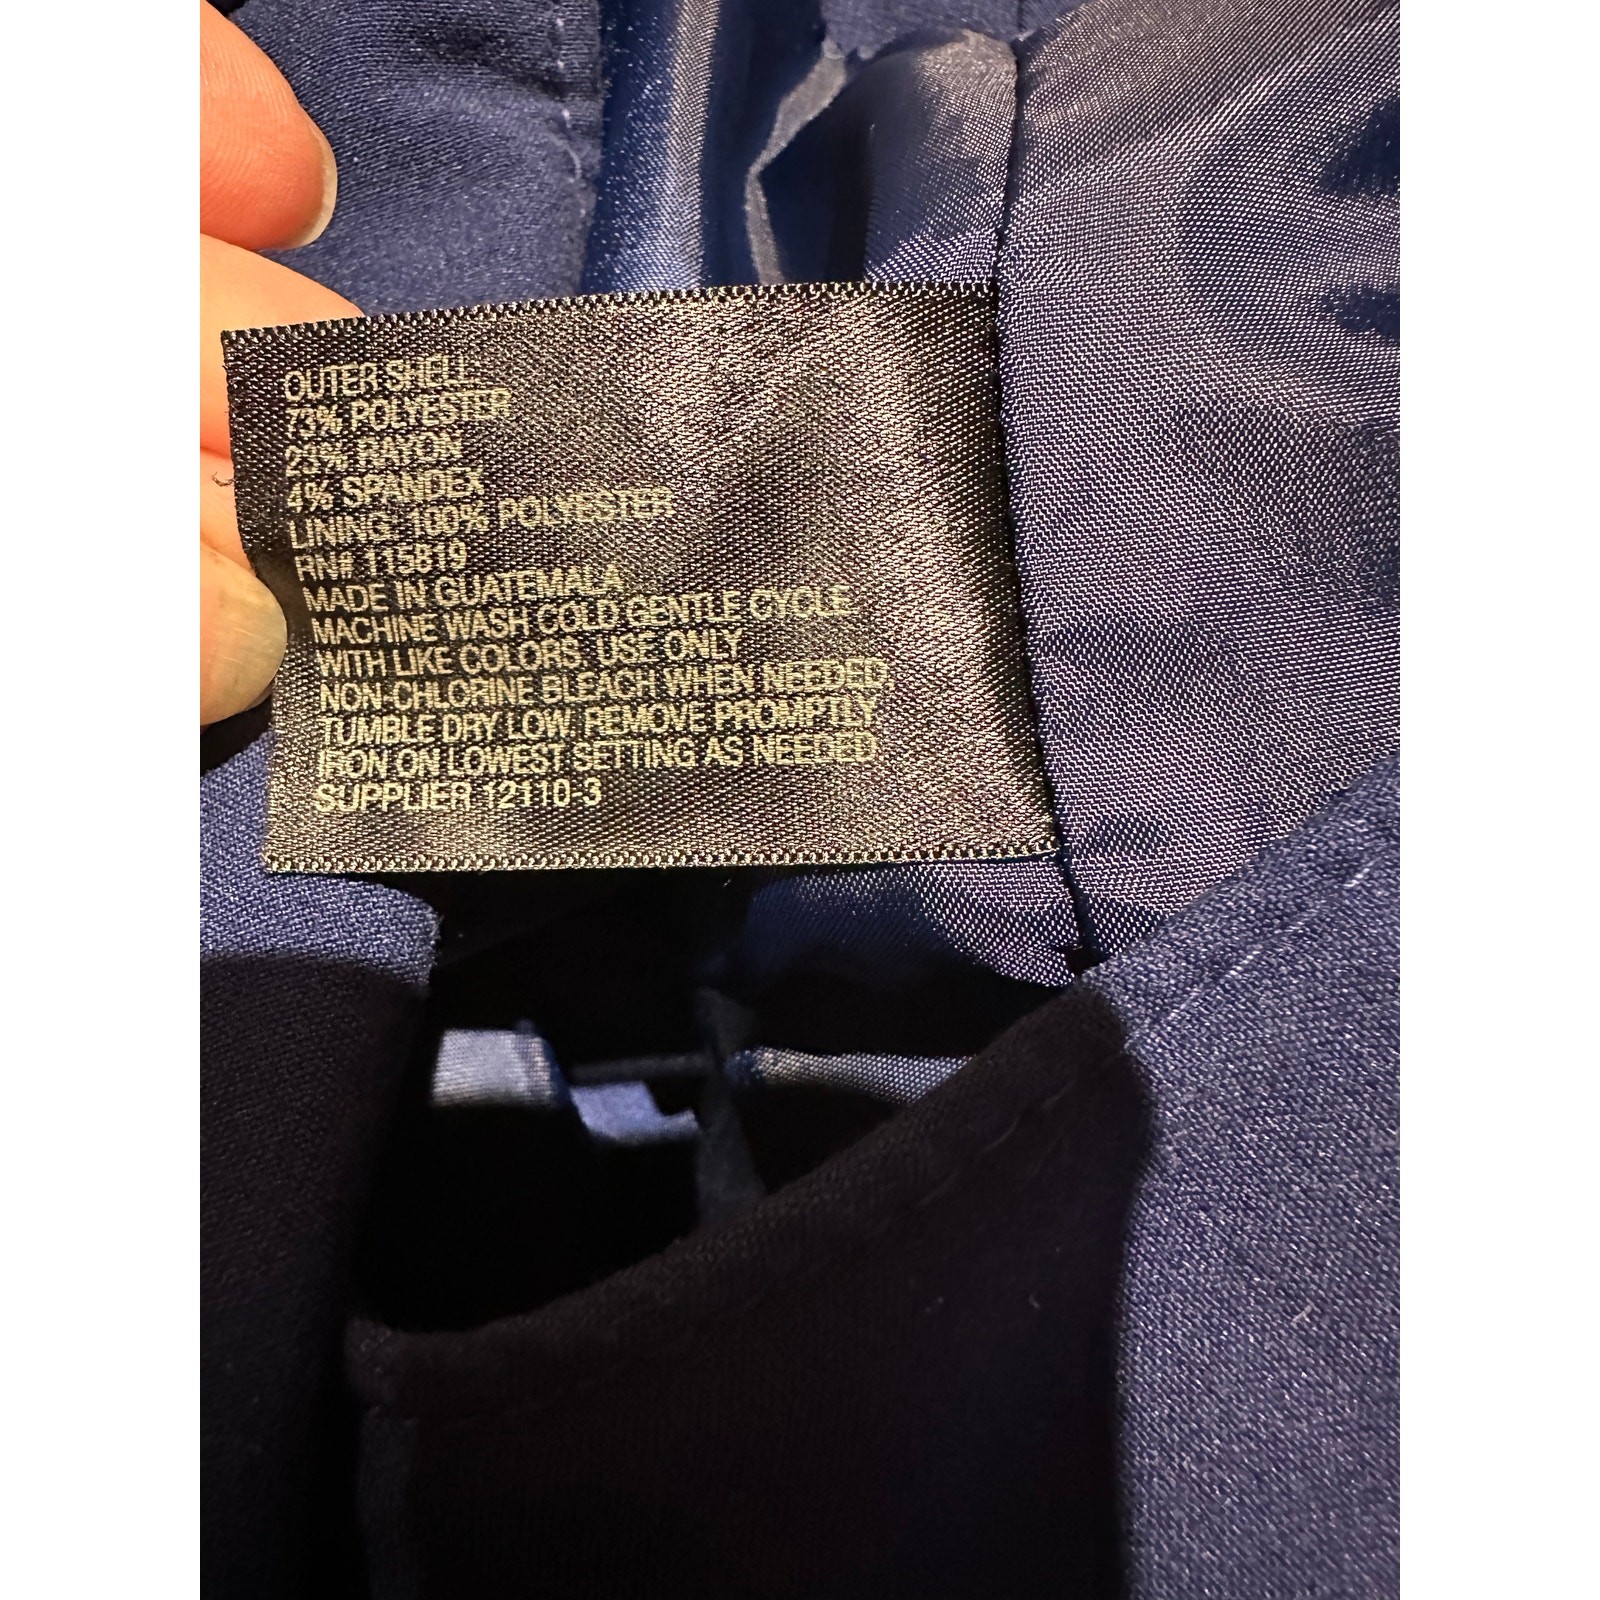 OUTER SHELL
73% POLYESTER
23% RAYON
4% SPANDEX
LINING: 100% POLYESTER
RN# 115819
MADE IN GUATEMALA
MACHINE WASH COLD GENTLE CYCLE
WITH LIKE COLORS. USE ONLY
NON-CHLORINE BLEACH WHEN NEEDED.
TUMBLE DRY LOW. REMOVE PROMPTLY
IRON ON LOWEST SETTING AS NEEDED
SUPPLIER 12110-3